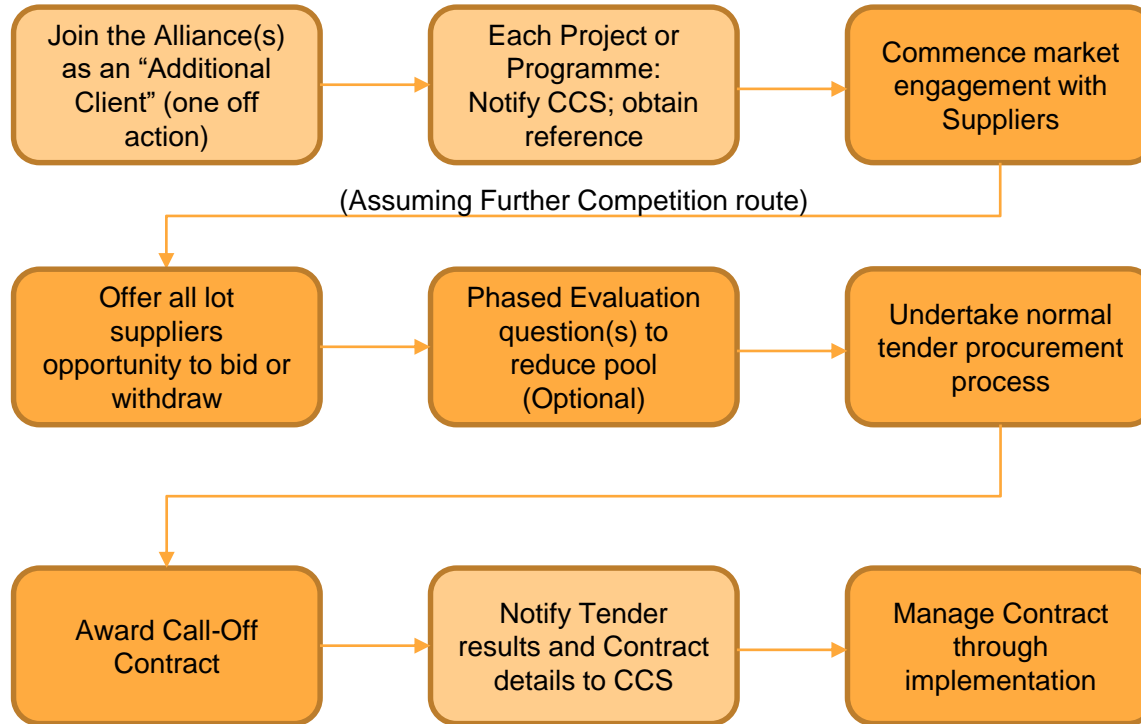 Join the Alliance(s)
as an “Additional
Client” (one off
action)
Each Project or
Programme:
Notify CCS; obtain
reference
Commence market
engagement with
Suppliers
(Assuming Further Competition route)
Offer all lot
suppliers
opportunity to bid or
withdraw
Phased Evaluation
question(s) to
reduce pool
(Optional)
Undertake normal
tender procurement
process
Award Call-Off
Contract
Notify Tender
results and Contract
details to CCS
Manage Contract
through
implementation